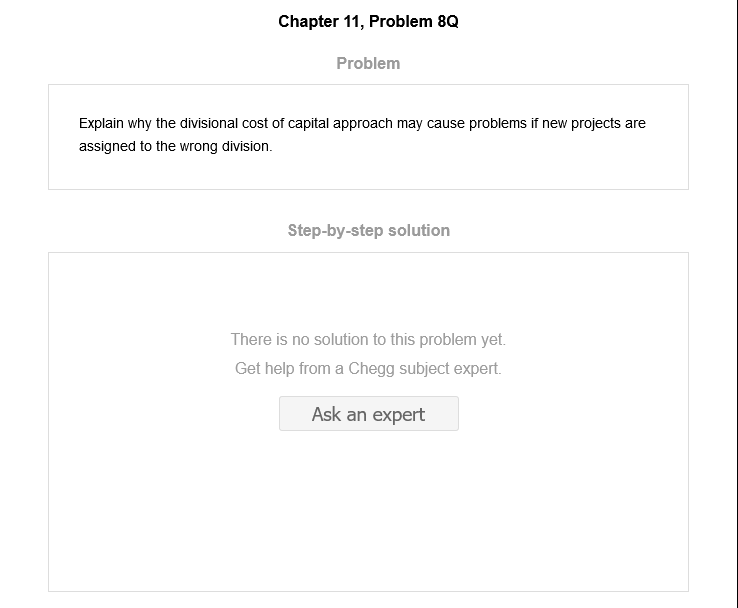 Chapter 11, Problem 8Q
Problem
Explain why the divisional cost of capital approach may cause problems if new projects are
assigned to the wrong division.
Step-by-step solution
There is no solution to this problem yet.
Get help from a Chegg subject expert.
Ask an expert